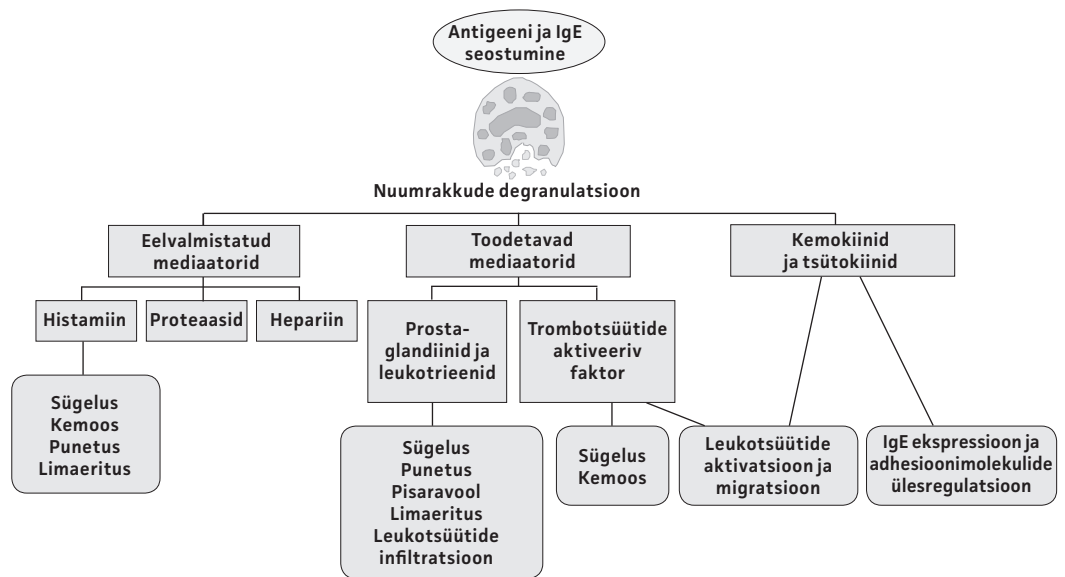 Antigeeni ja IgE
seostumine
Nuumrakkude degranulatsioon
Eelvalmistatud
mediaatorid
Toodetavad
mediaatorid
Kemokiinid
ja tsütokiinid
Histamiin
Proteaasid
Hepariin
Prosta-
glandiinid ja
leukotrieenid
Trombotsüütide
aktiveeriv
faktor
Sügelus
Kemoos
Punetus
Limaeritus
Sügelus
Punetus
Pisaravool
Limaeritus
Leukotsüütide
infiltratsioon
Sügelus
Kemoos
Leukotsüütide
aktivatsioon ja
migratsioon
IgE ekspressioon ja
adhesioonimolekulide
ülesregulatsioon